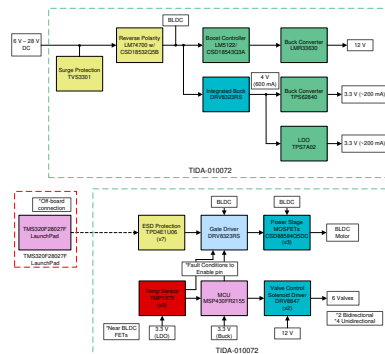 BLDC
6 V – 28 V
DC
Reverse Polarity
LM74700 w/
CSD18532Q5B
Boost Controller
LM5122/
CSD18543Q3A
Buck Converter
LMR33630
12 V
Surge Protection
TVS3301
4 V
(600 mA)
Integrated Buck
DRV8323RS
Buck Converter
TPS62840
3.3 V (~200 mA)
LDO
TPS7A02
3.3 V (~200 mA)
TIDA-010072
*Off-board
connection
BLDC
BLDC
TMS320F28027F
LaunchPad
ESD Protection
TPD4E1U06
(x7)
Gate Driver
DRV8323RS
Power Stage
MOSFETs
(x3)
BLDC
Motor
TMS320F28027F
LaunchPad
*Fault Conditions to
Enable pin
Temp Sensor
TMP1075
MCU
MSP430FR2155
Valve Control
Solenoid Driver
DRV8847
(x2)
6 Valves
*Near BLDC
FETs
3.3 V
(LDO)
3.3 V
(Buck)
12 V
*2 Bidirectional
*4 Unidirectional
TIDA-010072